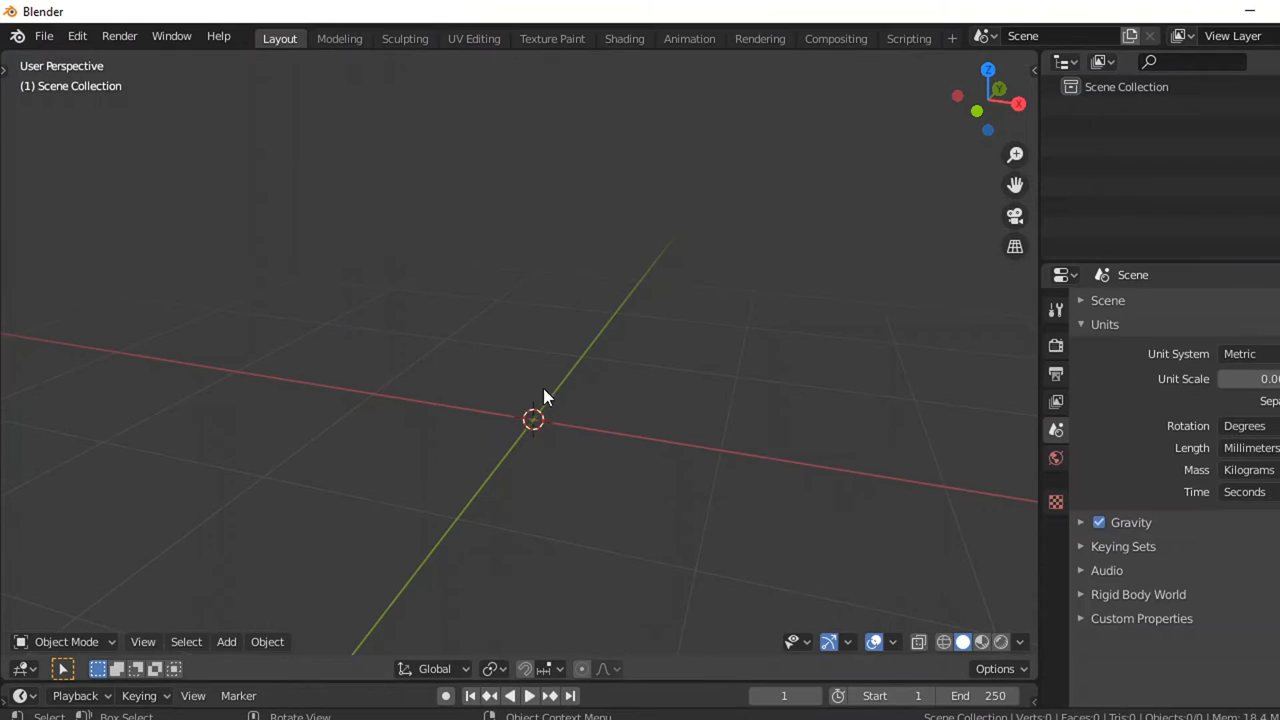 Blender
File Edit Render Window Help Layout Modeling Sculpting UV Editing Texture Paint Shading Animation Rendering Compositing Scripting Scene View Layer
User Perspective
(1) Scene Collection
Z
Y
X
Scene Collection
Scene
Scene
Units
Unit System Metric
Unit Scale 0.00
Sepa
Rotation Degrees
Length Millimeters
Mass Kilograms
Time Seconds
Gravity
Keying Sets
Audio
Rigid Body World
Custom Properties
Object Mode View Select Add Object
Global Options
Playback Keying View Marker 1 Start 1 End 250
Select Box Select Rotate View Object Context Menu Scene Collection | Verts:0 | Faces:0 | Tris:0 | Objects:0/0 | Mem: 18.4 M